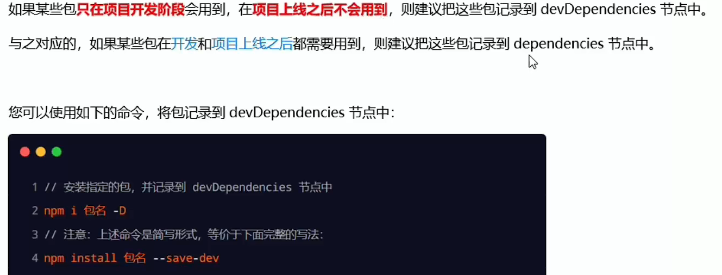 如果某些包只在项目开发阶段会用到，在项目上线之后不会用到，则建议把这些包记录到 devDependencies 节点中。
与之对应的，如果某些包在开发和项目上线之后都需要用到，则建议把这些包记录到 dependencies 节点中。
您可以使用如下的命令，将包记录到 devDependencies 节点中：
1 // 安装指定的包，并记录到 devDependencies 节点中
2 npm i 包名 -D
3 // 注意：上述命令是简写形式，等价于下面完整的写法：
4 npm install 包名 --save-dev